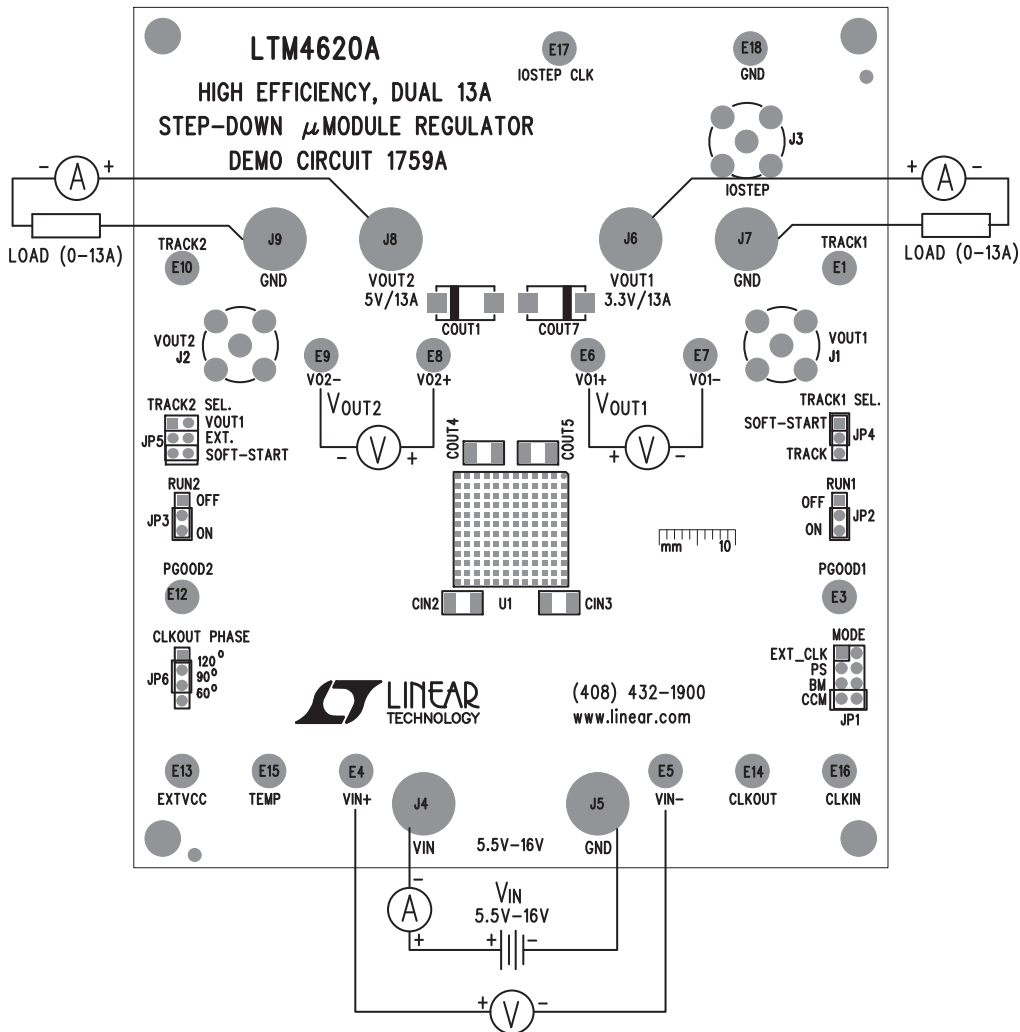 LTM4620A
HIGH EFFICIENCY, DUAL 13A
STEP-DOWN μMODULE REGULATOR
DEMO CIRCUIT 1759A
E17
IOSTEP CLK
E18
GND
J3
IOSTEP
- A +
LOAD (0-13A)
+ A -
LOAD (0-13A)
TRACK2
E10
J9
GND
J8
VOUT2
5V/13A
J6
VOUT1
3.3V/13A
J7
GND
TRACK1
E1
COUT1
COUT7
VOUT2
J2
E9
VO2-
E8
VO2+
E6
VO1+
E7
VO1-
VOUT1
J1
VOUT2
- V +
VOUT1
+ V -
TRACK2 SEL.
JP5
VOUT1
EXT.
SOFT-START
COUT4
COUT5
TRACK1 SEL.
SOFT-START
JP4
TRACK
RUN2
OFF
JP3
ON
RUN1
OFF
JP2
ON
mm 10
PGOOD2
E12
PGOOD1
E3
CIN2
U1
CIN3
CLKOUT PHASE
JP6
120°
90°
60°
MODE
EXT_CLK
PS
BM
CCM
JP1
LINEAR
TECHNOLOGY
(408) 432-1900
www.linear.com
E13
EXTVCC
E15
TEMP
E4
VIN+
J4
VIN
5.5V-16V
J5
GND
E5
VIN-
E14
CLKOUT
E16
CLKIN
-
A
+
VIN
5.5V-16V
+ -
+ V -